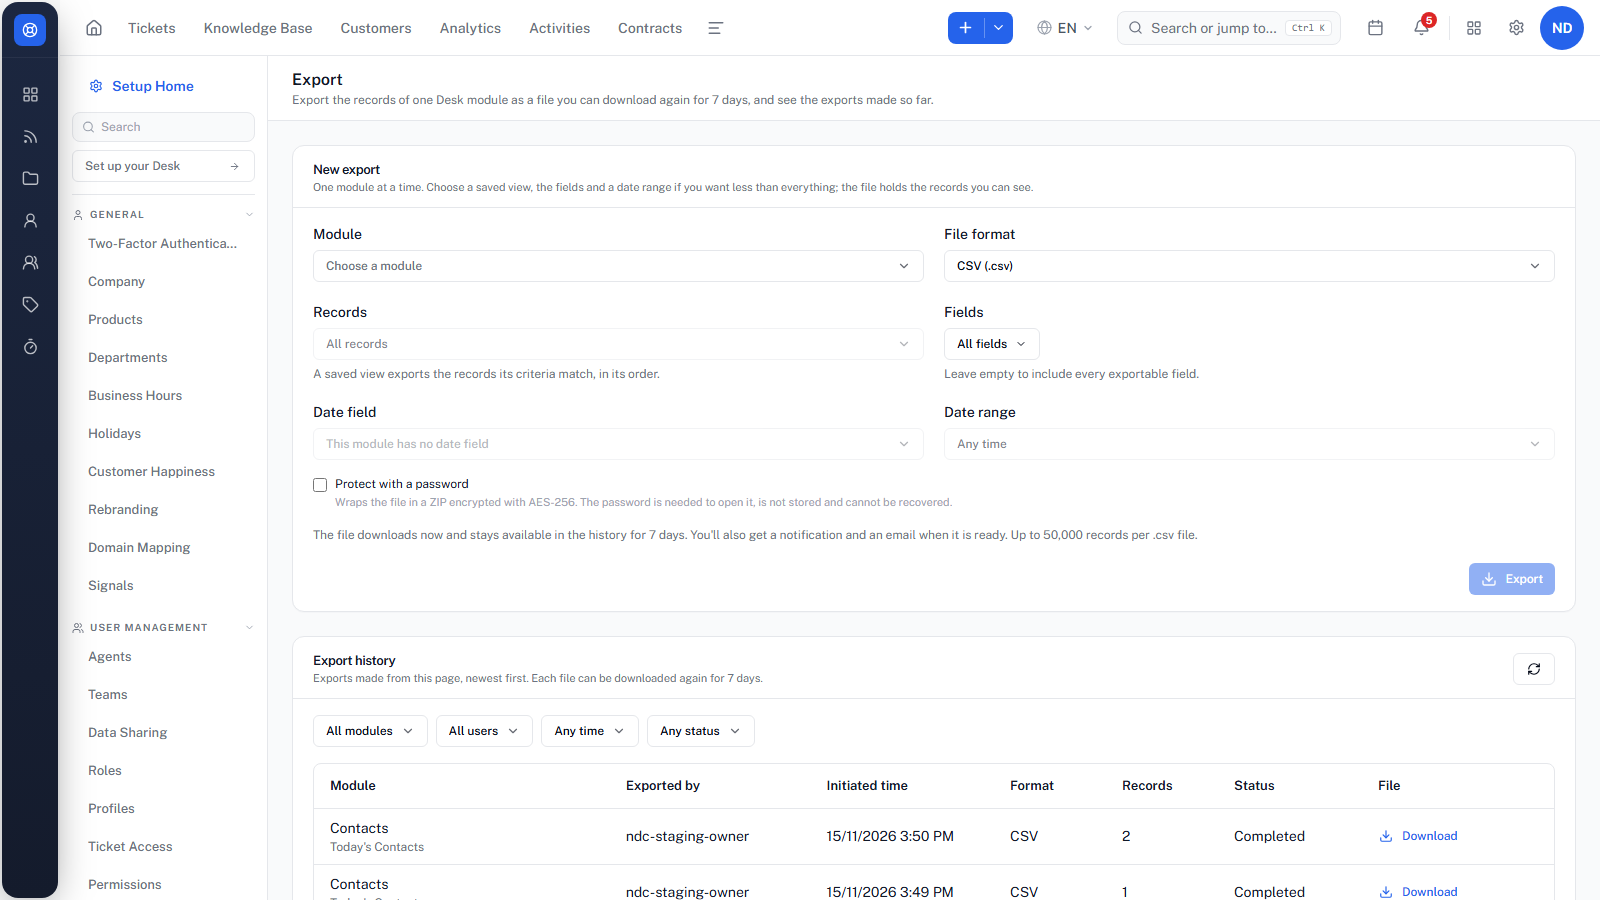 Tickets
Knowledge Base
Customers
Analytics
Activities
Contracts
EN
Search or jump to...
Ctrl K
5
ND
Setup Home
Search
Set up your Desk
GENERAL
Two-Factor Authentica...
Company
Products
Departments
Business Hours
Holidays
Customer Happiness
Rebranding
Domain Mapping
Signals
USER MANAGEMENT
Agents
Teams
Data Sharing
Roles
Profiles
Ticket Access
Permissions
Export
Export the records of one Desk module as a file you can download again for 7 days, and see the exports made so far.
New export
One module at a time. Choose a saved view, the fields and a date range if you want less than everything; the file holds the records you can see.
Module
Choose a module
File format
CSV (.csv)
Records
All records
A saved view exports the records its criteria match, in its order.
Fields
All fields
Leave empty to include every exportable field.
Date field
This module has no date field
Date range
Any time
Protect with a password
Wraps the file in a ZIP encrypted with AES-256. The password is needed to open it, is not stored and cannot be recovered.
The file downloads now and stays available in the history for 7 days. You'll also get a notification and an email when it is ready. Up to 50,000 records per .csv file.
Export
Export history
Exports made from this page, newest first. Each file can be downloaded again for 7 days.
All modules
All users
Any time
Any status
Module Exported by Initiated time Format Records Status File
Contacts
Today's Contacts
ndc-staging-owner 15/11/2026 3:50 PM CSV 2 Completed Download
Contacts
ndc-staging-owner 15/11/2026 3:49 PM CSV 1 Completed Download